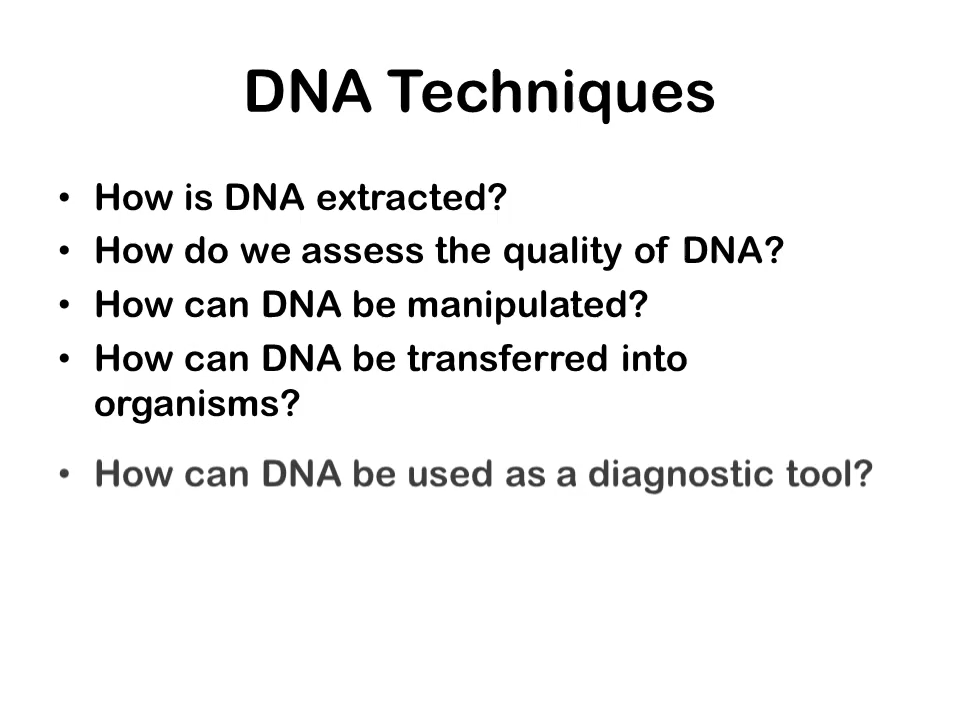 DNA Techniques
• How is DNA extracted?
• How do we assess the quality of DNA?
• How can DNA be manipulated?
• How can DNA be transferred into
organisms?
• How can DNA be used as a diagnostic tool?